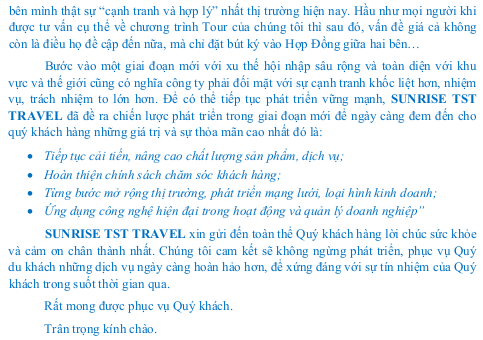 bên mình thật sự “cạnh tranh và hợp lý” nhất thị trường hiện nay. Hầu như mọi người khi
được tư vấn cụ thể về chương trình Tour của chúng tôi thì sau đó, vấn đề giá cả không
còn là điều họ đề cập đến nữa, mà chỉ đặt bút ký vào Hợp Đồng giữa hai bên…
Bước vào một giai đoạn mới với xu thế hội nhập sâu rộng và toàn diện với khu
vực và thế giới cũng có nghĩa công ty phải đối mặt với sự cạnh tranh khốc liệt hơn, nhiệm
vụ, trách nhiệm to lớn hơn. Để có thể tiếp tục phát triển vững mạnh, SUNRISE TST
TRAVEL đã đề ra chiến lược phát triển trong giai đoạn mới để ngày càng đem đến cho
quý khách hàng những giá trị và sự thỏa mãn cao nhất đó là:
• Tiếp tục cải tiến, nâng cao chất lượng sản phẩm, dịch vụ;
• Hoàn thiện chính sách chăm sóc khách hàng;
• Từng bước mở rộng thị trường, phát triển mạng lưới, loại hình kinh doanh;
• Ứng dụng công nghệ hiện đại trong hoạt động và quản lý doanh nghiệp”
SUNRISE TST TRAVEL xin gửi đến toàn thể Quý khách hàng lời chúc sức khỏe
và cảm ơn chân thành nhất. Chúng tôi cam kết sẽ không ngừng phát triển, phục vụ Quý
du khách những dịch vụ ngày càng hoàn hảo hơn, để xứng đáng với sự tín nhiệm của Quý
khách trong suốt thời gian qua.
Rất mong được phục vụ Quý khách.
Trân trọng kính chào.